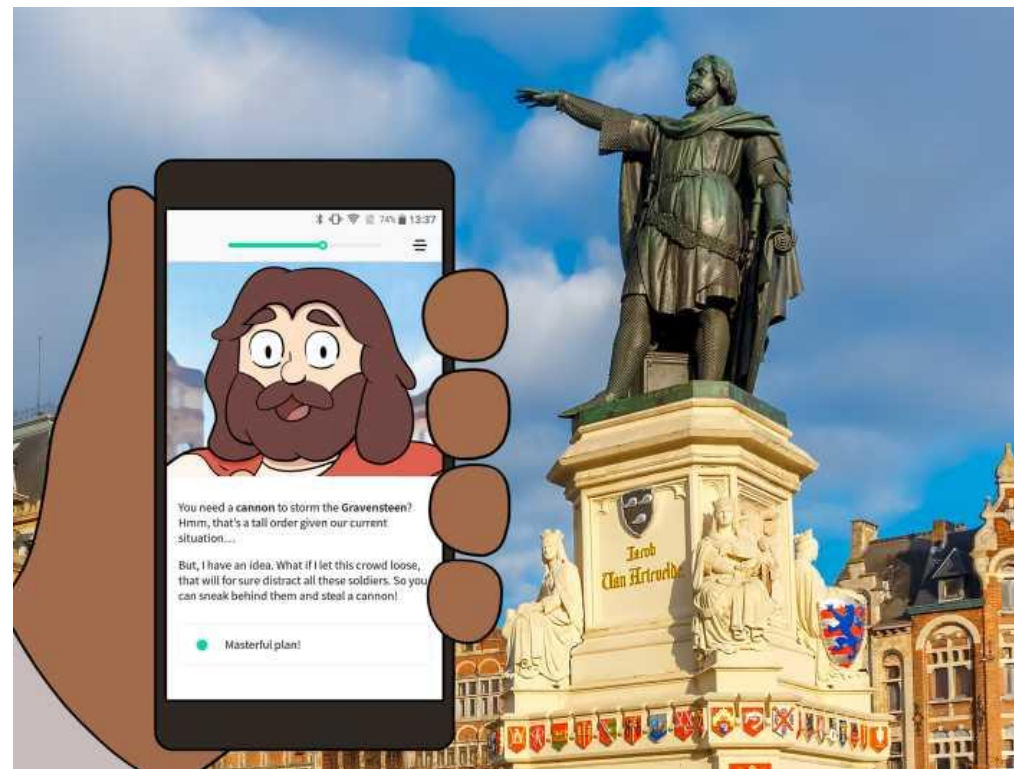 74% 13:37
You need a cannon to storm the Gravensteen?
Hmm, that's a tall order given our current
situation…
But, I have an idea. What if I let this crowd loose,
that will for sure distract all these soldiers. So you
can sneak behind them and steal a cannon!
Masterful plan!
Jacob
Van Artevelde